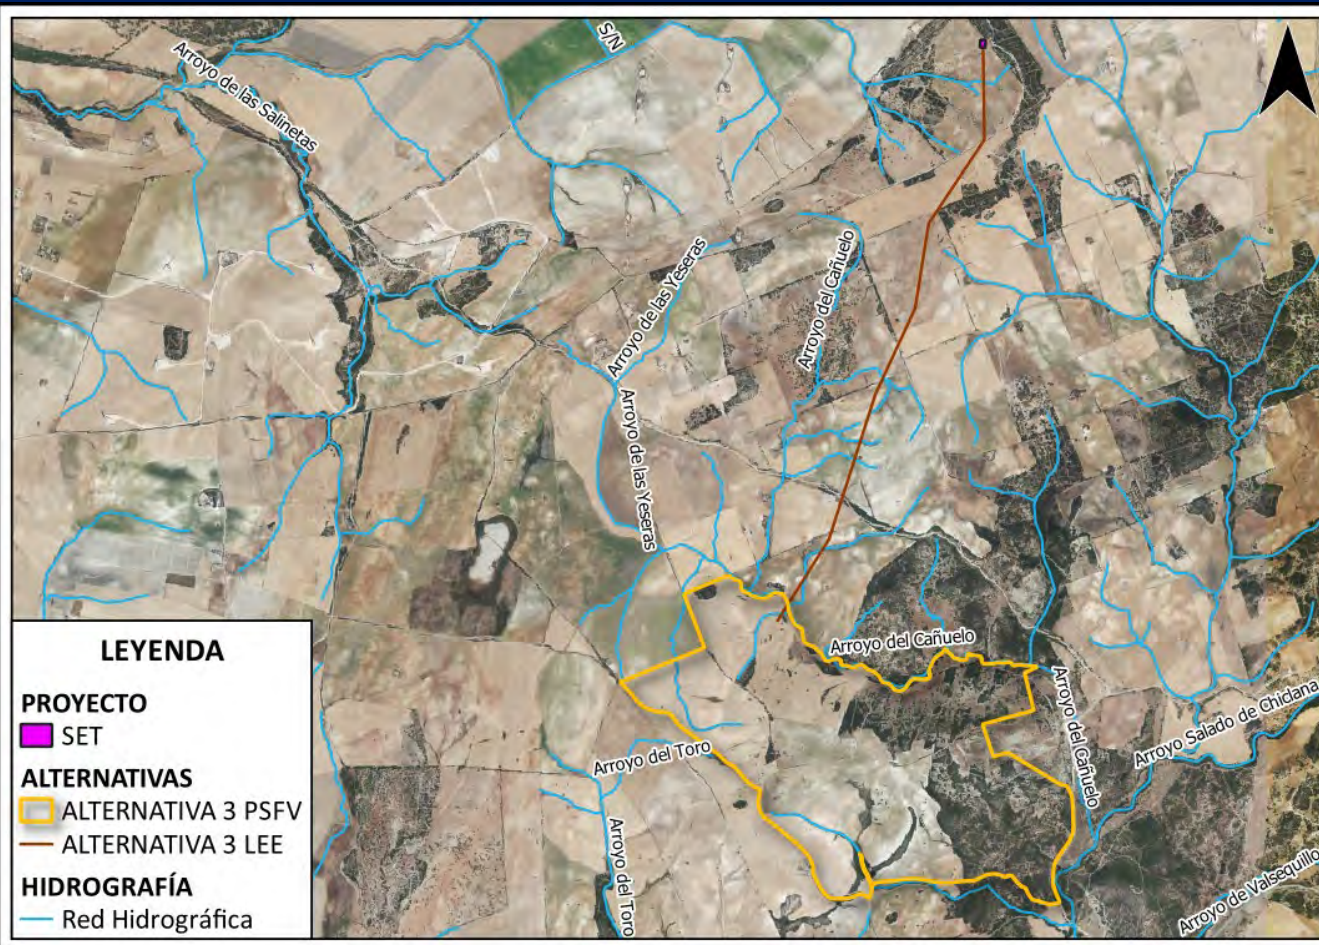 S/N
Arroyo de las Salinetas
Arroyo de las Yeseras
Arroyo del Cañuelo
Arroyo de las Yeseras
Arroyo del Cañuelo
Arroyo del Cañuelo
Arroyo Salado de Chiclana
Arroyo del Toro
Arroyo del Toro
Arroyo de Valsequillo
LEYENDA
PROYECTO
SET
ALTERNATIVAS
ALTERNATIVA 3 PSFV
ALTERNATIVA 3 LEE
HIDROGRAFÍA
Red Hidrográfica